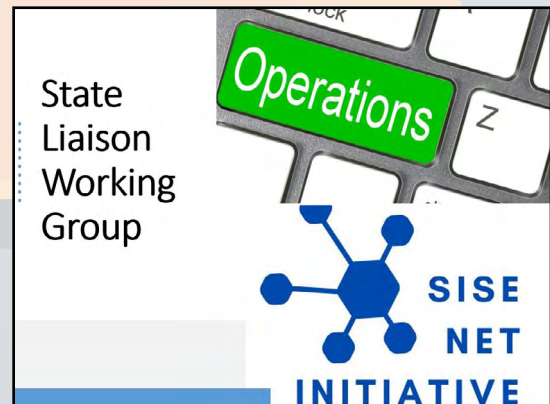 State
Liaison
Working
Group
Operations
Z
SISE
NET
INITIATIVE